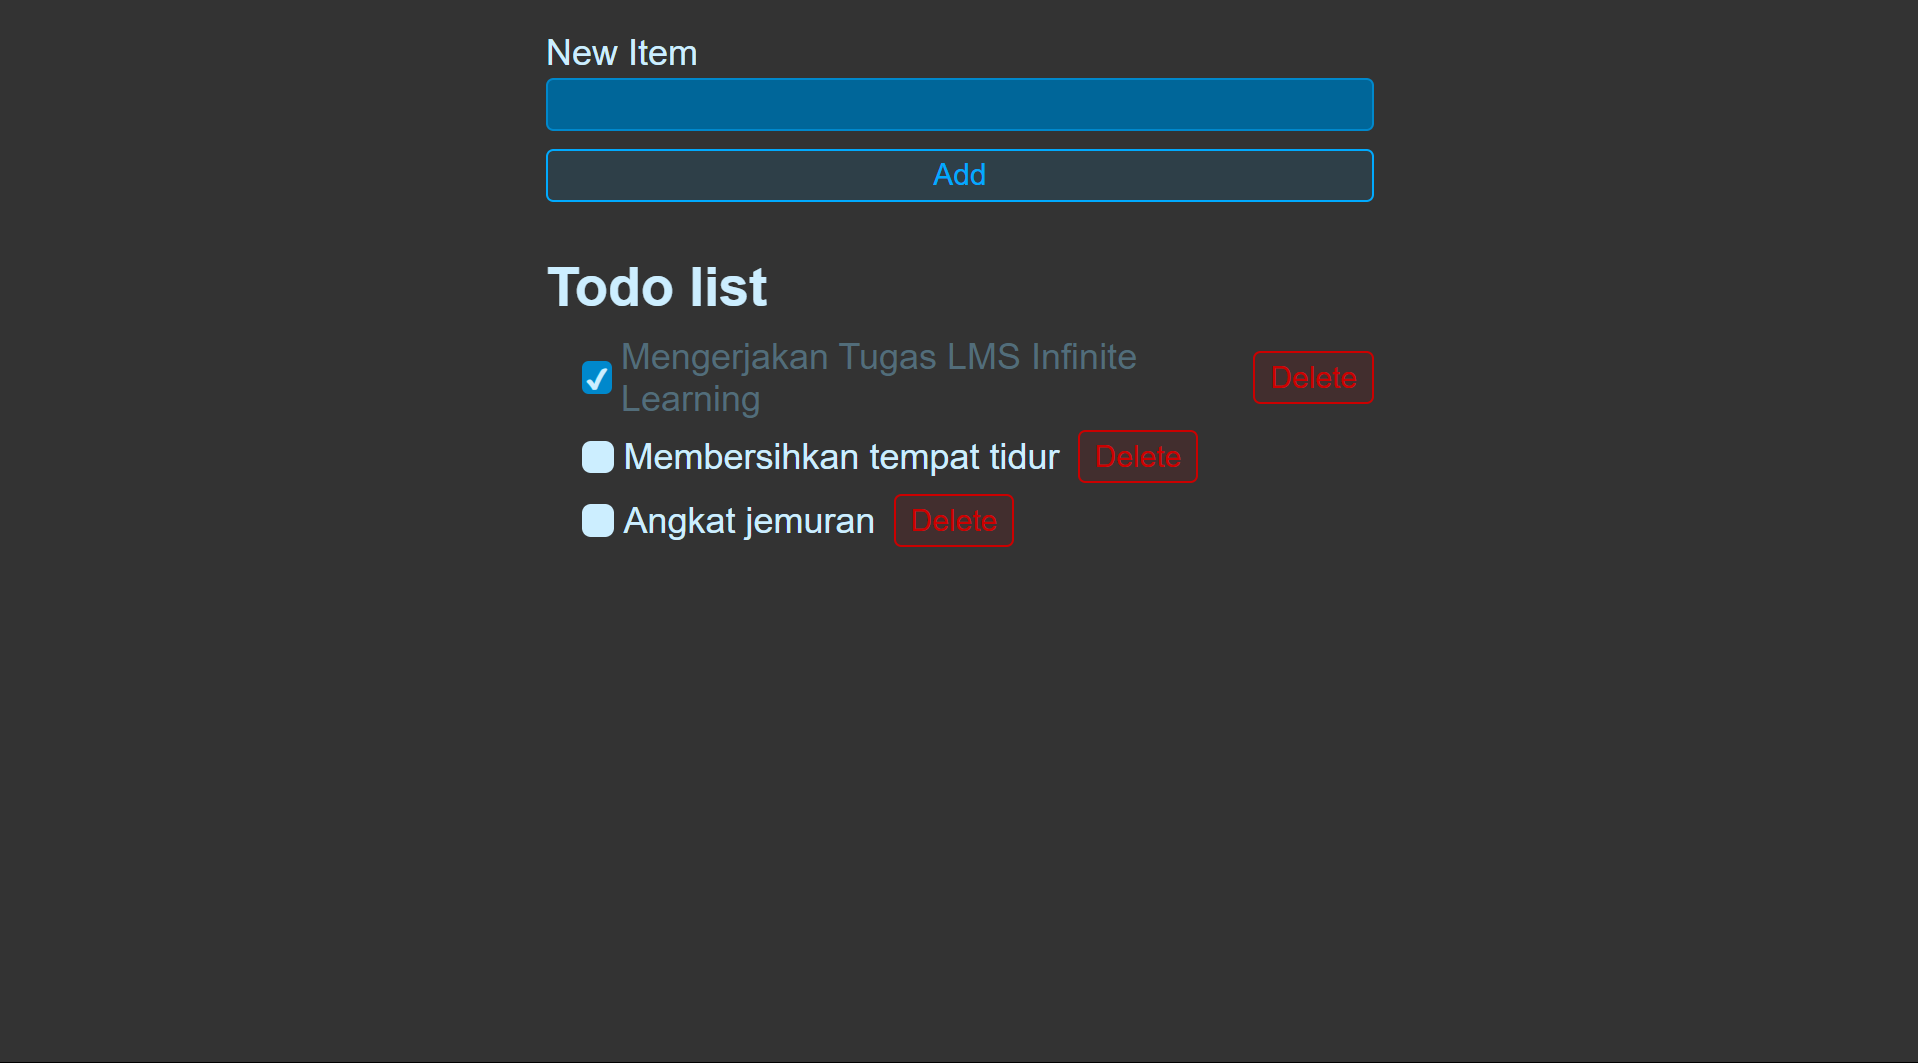 New Item
Add
Todo list
Mengerjakan Tugas LMS Infinite
Learning
Delete
Membersihkan tempat tidur Delete
Angkat jemuran Delete